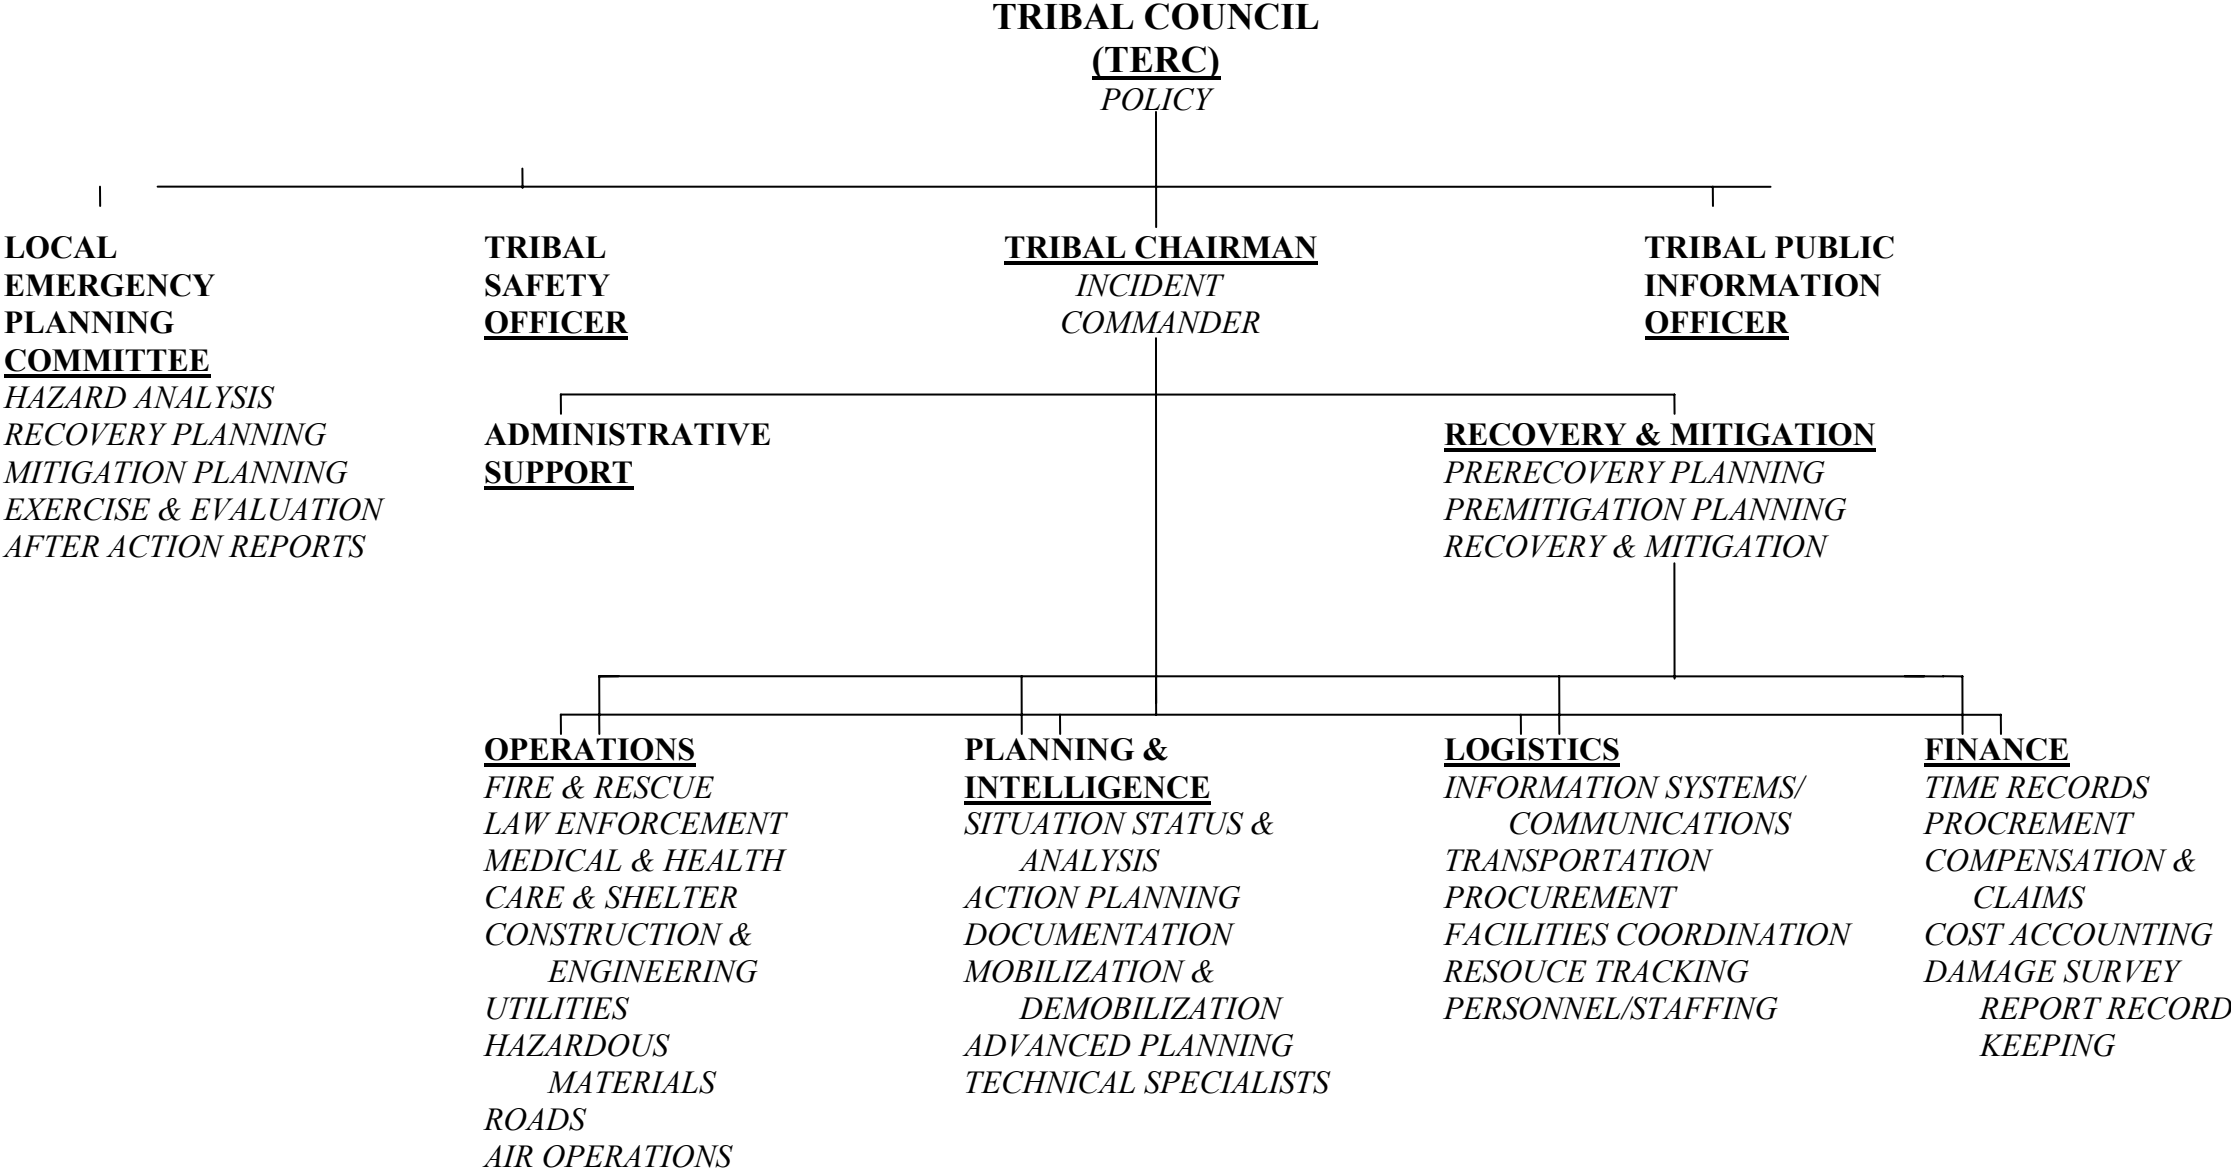 TRIBAL COUNCIL
(TERC)
POLICY
LOCAL
EMERGENCY
PLANNING
COMMITTEE
HAZARD ANALYSIS
RECOVERY PLANNING
MITIGATION PLANNING
EXERCISE & EVALUATION
AFTER ACTION REPORTS
TRIBAL
SAFETY
OFFICER
TRIBAL CHAIRMAN
INCIDENT
COMMANDER
TRIBAL PUBLIC
INFORMATION
OFFICER
ADMINISTRATIVE
SUPPORT
RECOVERY & MITIGATION
PRERECOVERY PLANNING
PREMITIGATION PLANNING
RECOVERY & MITIGATION
OPERATIONS
FIRE & RESCUE
LAW ENFORCEMENT
MEDICAL & HEALTH
CARE & SHELTER
CONSTRUCTION &
ENGINEERING
UTILITIES
HAZARDOUS
MATERIALS
ROADS
AIR OPERATIONS
PLANNING &
INTELLIGENCE
SITUATION STATUS &
ANALYSIS
ACTION PLANNING
DOCUMENTATION
MOBILIZATION &
DEMOBILIZATION
ADVANCED PLANNING
TECHNICAL SPECIALISTS
LOGISTICS
INFORMATION SYSTEMS/
COMMUNICATIONS
TRANSPORTATION
PROCUREMENT
FACILITIES COORDINATION
RESOUCE TRACKING
PERSONNEL/STAFFING
FINANCE
TIME RECORDS
PROCREMENT
COMPENSATION &
CLAIMS
COST ACCOUNTING
DAMAGE SURVEY
REPORT RECORD
KEEPING